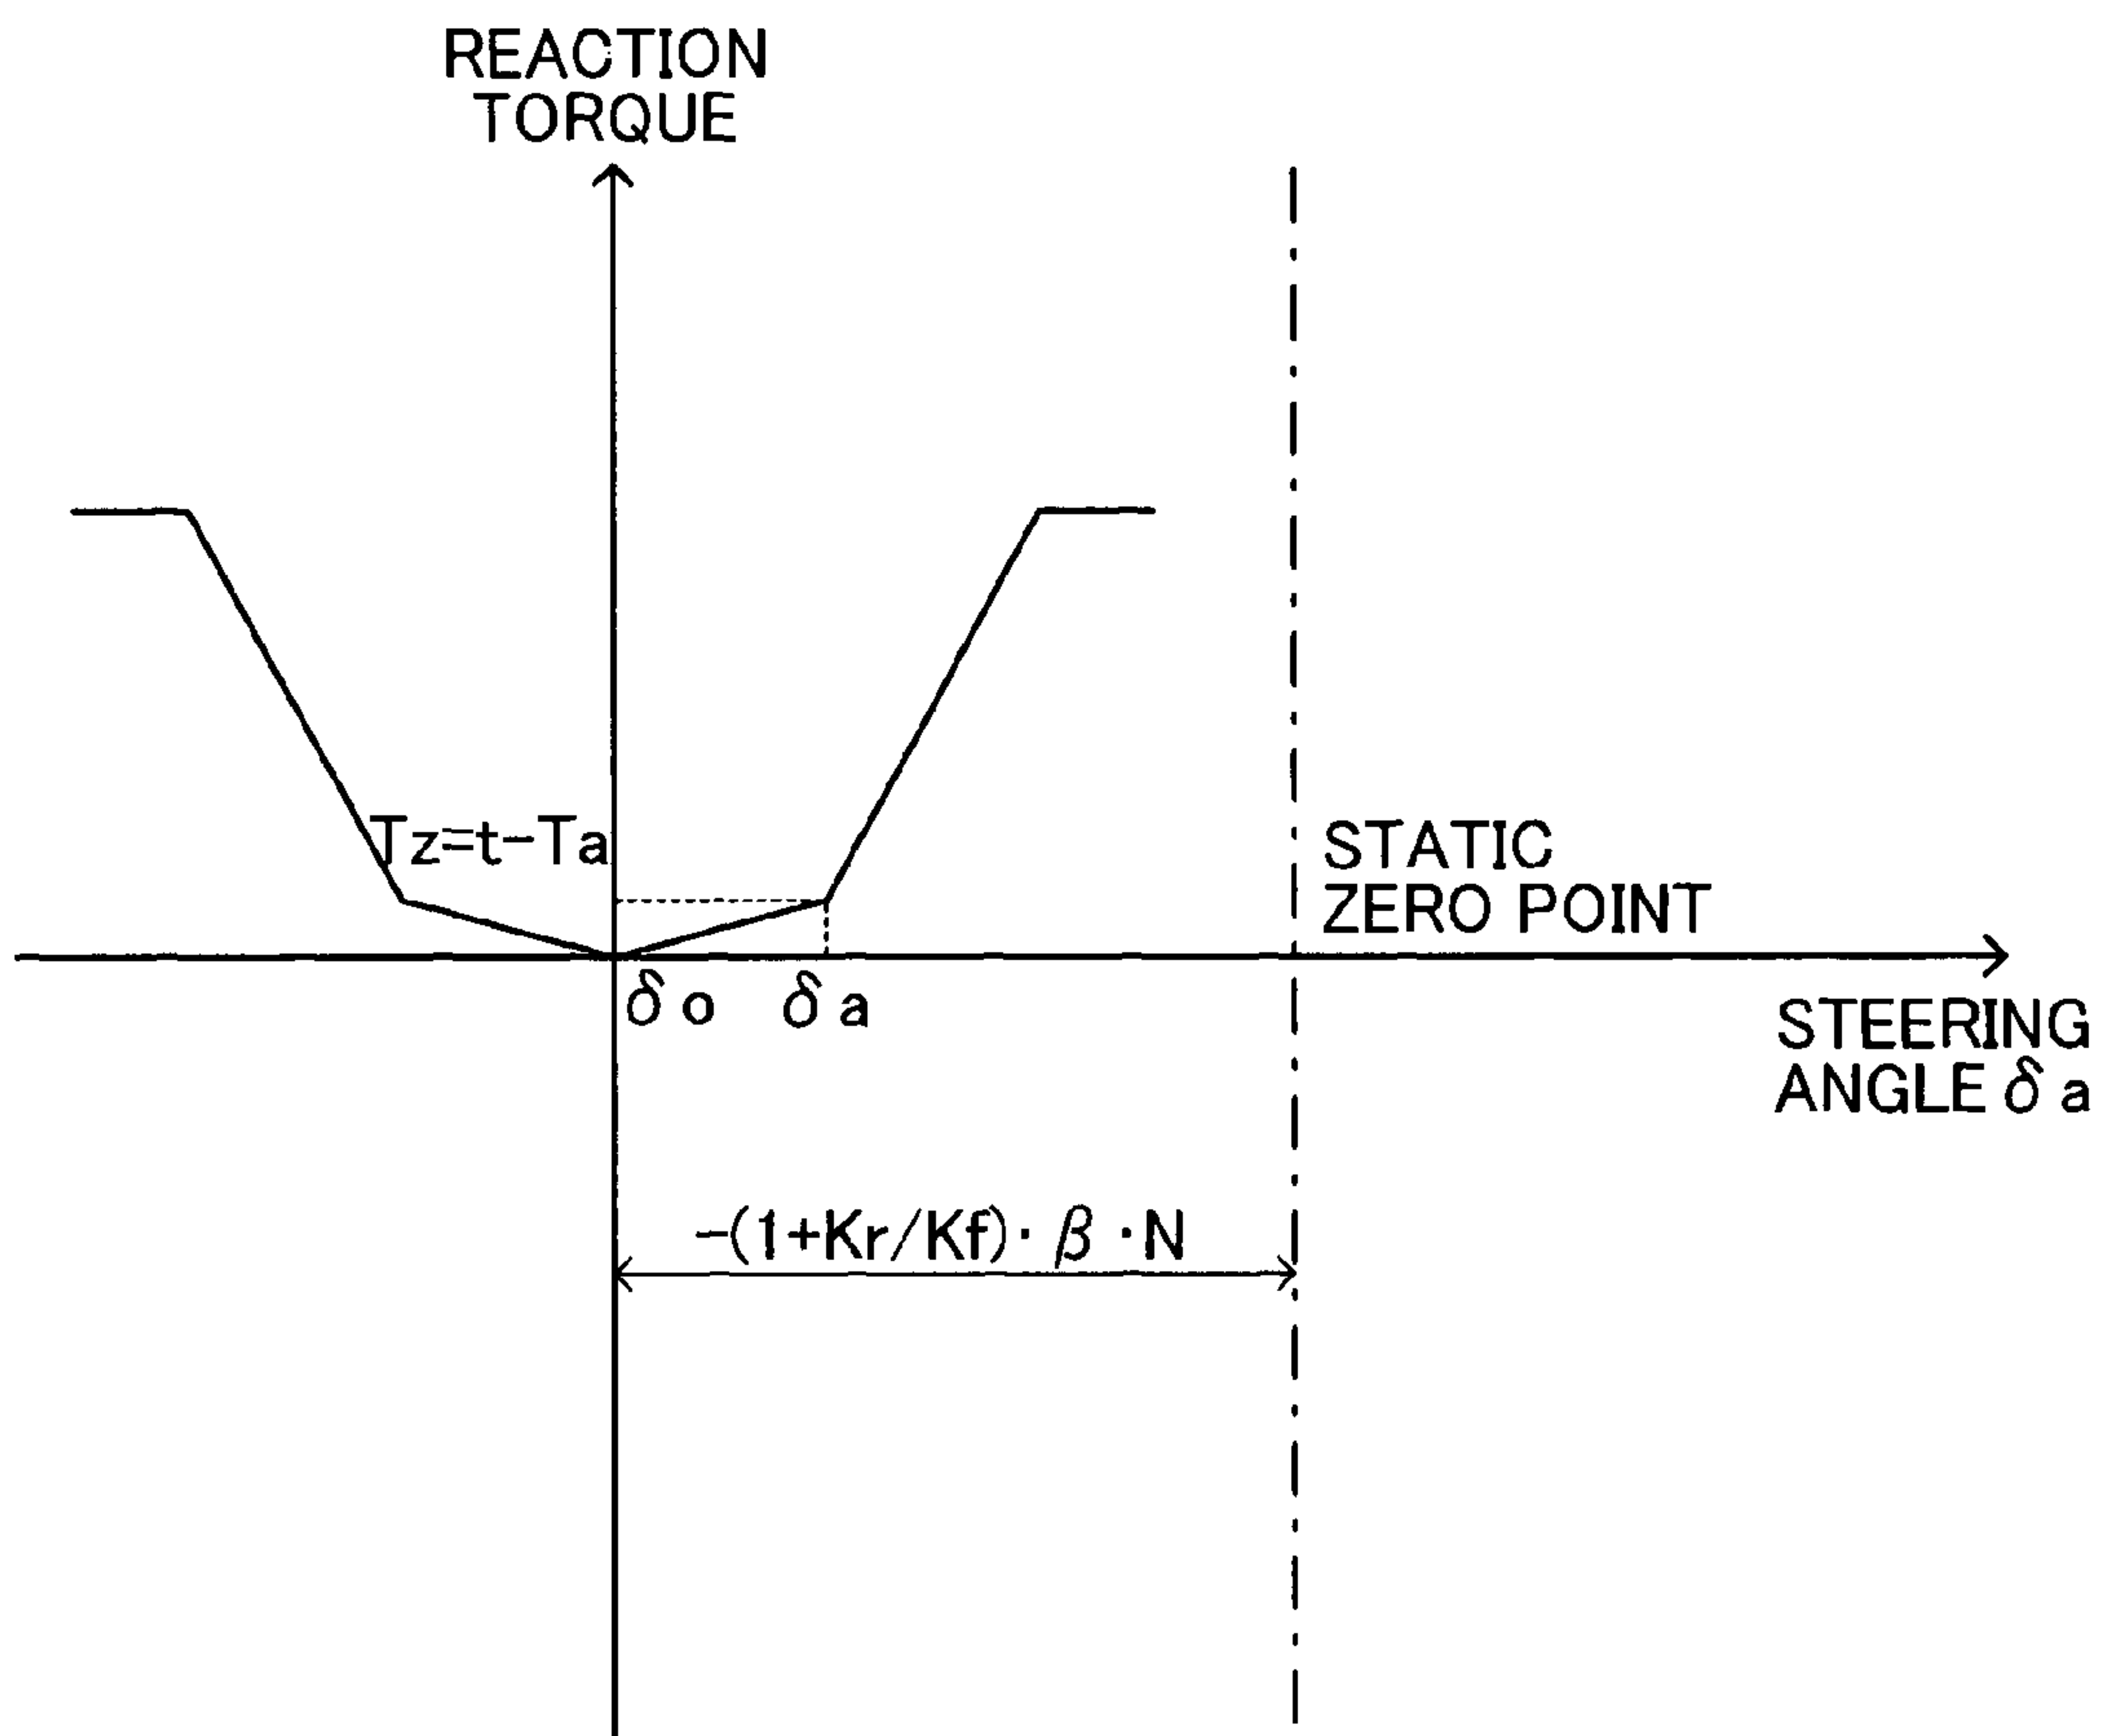 REACTION
TORQUE
Tz=t-Ta
STATIC
ZERO POINT
δo δa
STEERING
ANGLE δa
-(1+Kr/Kf)·β·N